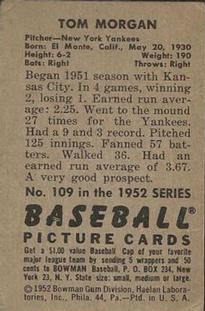 TOM MORGAN
Pitcher—New York Yankees
Born: El Monte, Calif., May 20, 1930
Height: 6-2 Weight: 190
Bats: Right Throws: Right
Began 1951 season with Kan-
sas City. In 4 games, winning
2, losing 1. Earned run aver-
age: 2.25. Went to the mound
27 times for the Yankees.
Had a 9 and 3 record. Pitched
125 innings. Fanned 57 bat-
ters. Walked 36. Had an
earned run average of 3.67.
A very good prospect.
No. 109 in the 1952 SERIES
BASEBALL®
PICTURE CARDS
Get a $1.00 value Baseball Cap of your favorite
major league team by sending 5 wrappers and 50
cents to BOWMAN Baseball, P. O. BOX 234, New
York 23, N. Y. State size: small, medium or large.
©1952 Bowman Gum Division, Haelan Labora-
tories, Inc., Phila. 44, Pa.—Ptd. in U. S. A.